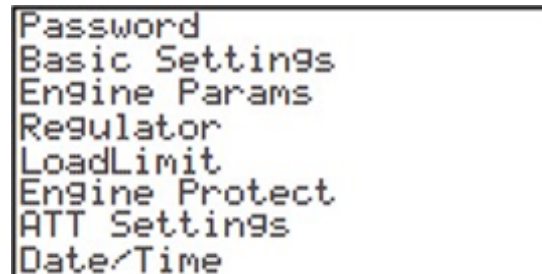 Password
Basic Settings
Engine Params
Regulator
LoadLimit
Engine Protect
ATT Settings
Date/Time